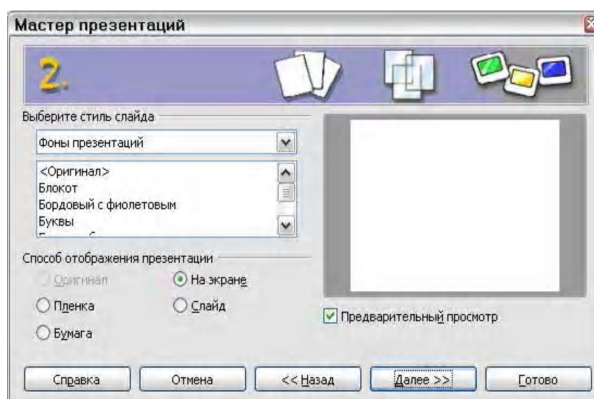 Мастер презентаций
2.
Выберите стиль слайда
Фоны презентаций
<Оригинал>
Блокот
Бордовый с фиолетовым
Буквы
Способ отображения презентации
Оригинал
На экране
Пленка
Слайд
Бумага
Предварительный просмотр
Справка
Отмена
<< Назад
Далее >>
Готово